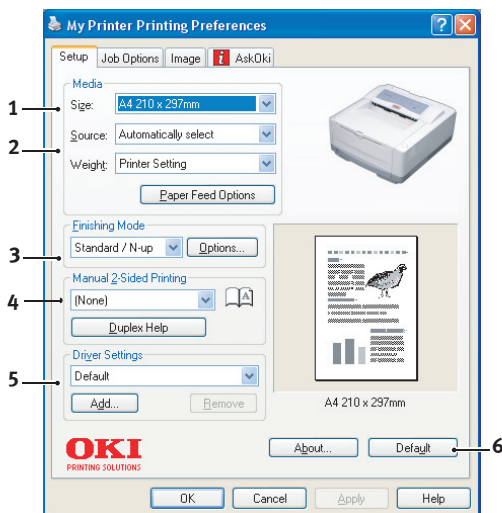 My Printer Printing Preferences
Setup Job Options Image i AskOki
Media
1 Size: A4 210 x 297mm
2 Source: Automatically select
Weight: Printer Setting
Paper Feed Options
Finishing Mode
3 Standard / N-up Options...
Manual 2-Sided Printing
4 (None) A
Duplex Help
Driver Settings
5 Default
Add... Remove
A4 210 x 297mm
OKI
PRINTING SOLUTIONS
About... Default 6
OK Cancel Apply Help